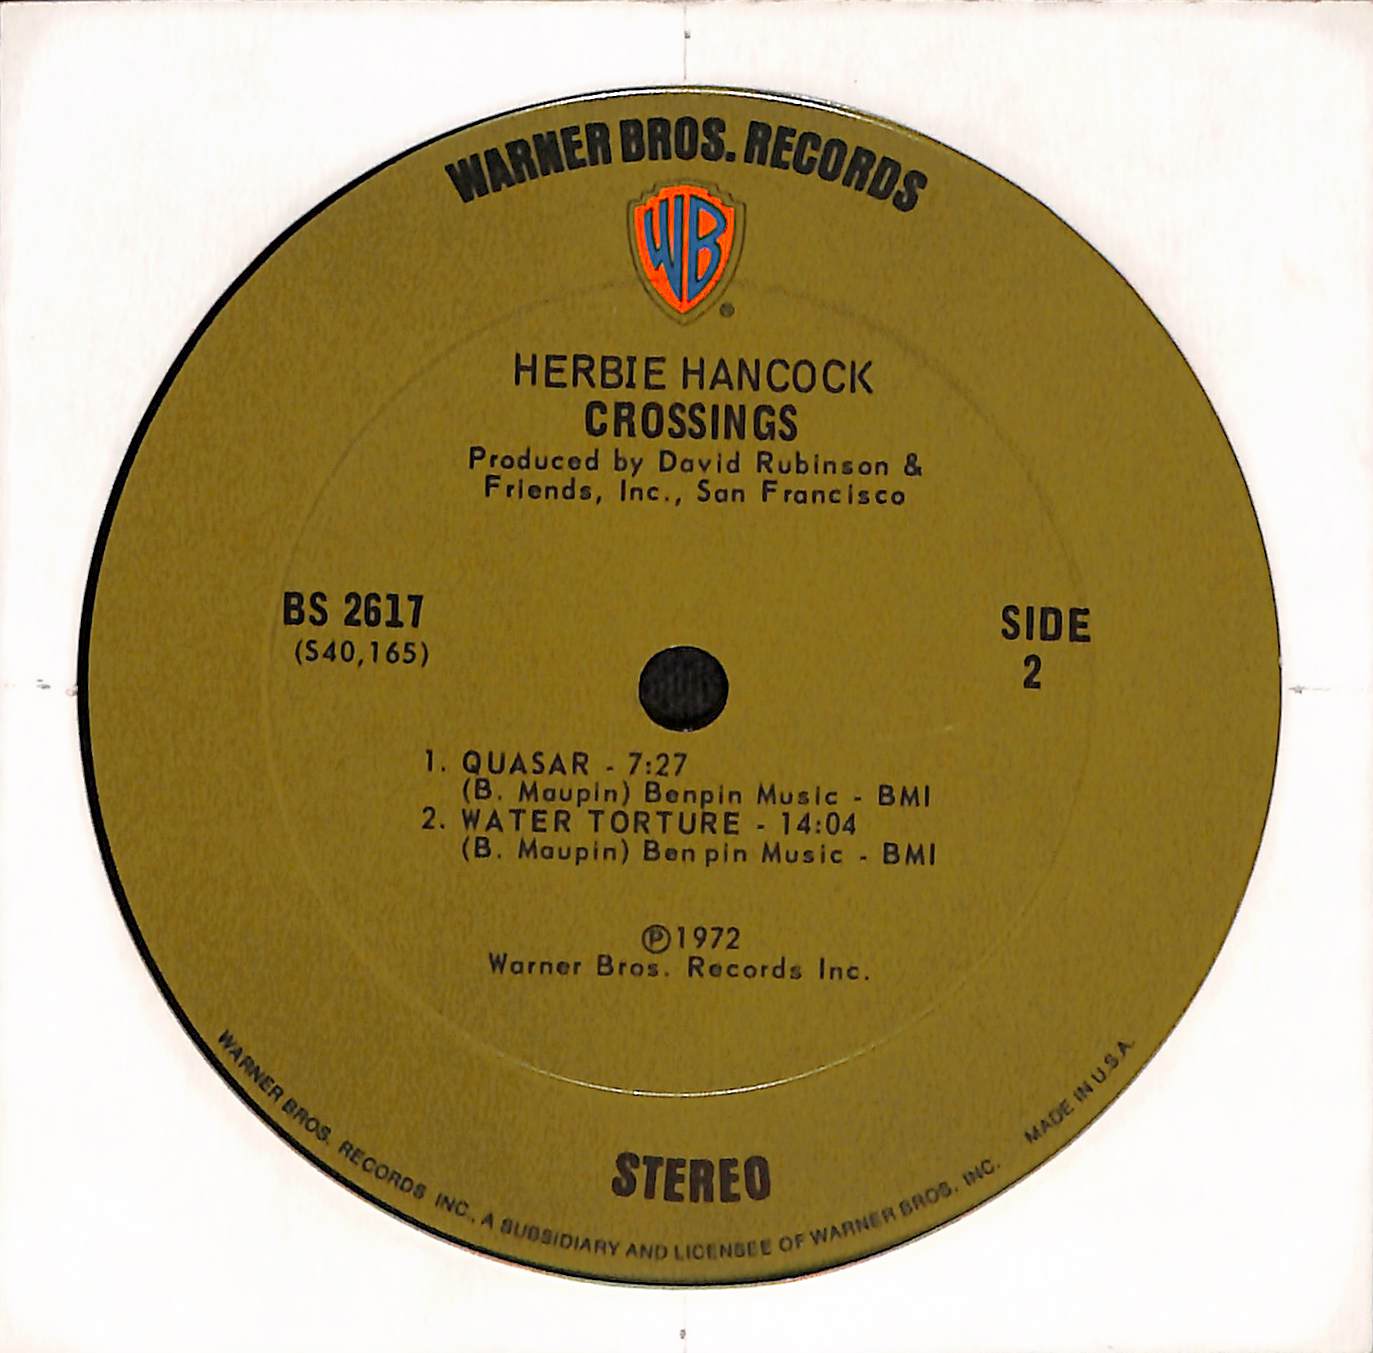 WARNER BROS. RECORDS
WB
®
HERBIE HANCOCK
CROSSINGS
Produced by David Rubinson &
Friends, Inc., San Francisco
BS 2617
(S40,165)
SIDE
2
1. QUASAR - 7:27
(B. Maupin) Benpin Music - BMI
2. WATER TORTURE - 14:04
(B. Maupin) Benpin Music - BMI
℗1972
Warner Bros. Records Inc.
STEREO
WARNER BROS. RECORDS INC., A SUBSIDIARY AND LICENSEE OF WARNER BROS. INC. MADE IN U.S.A.